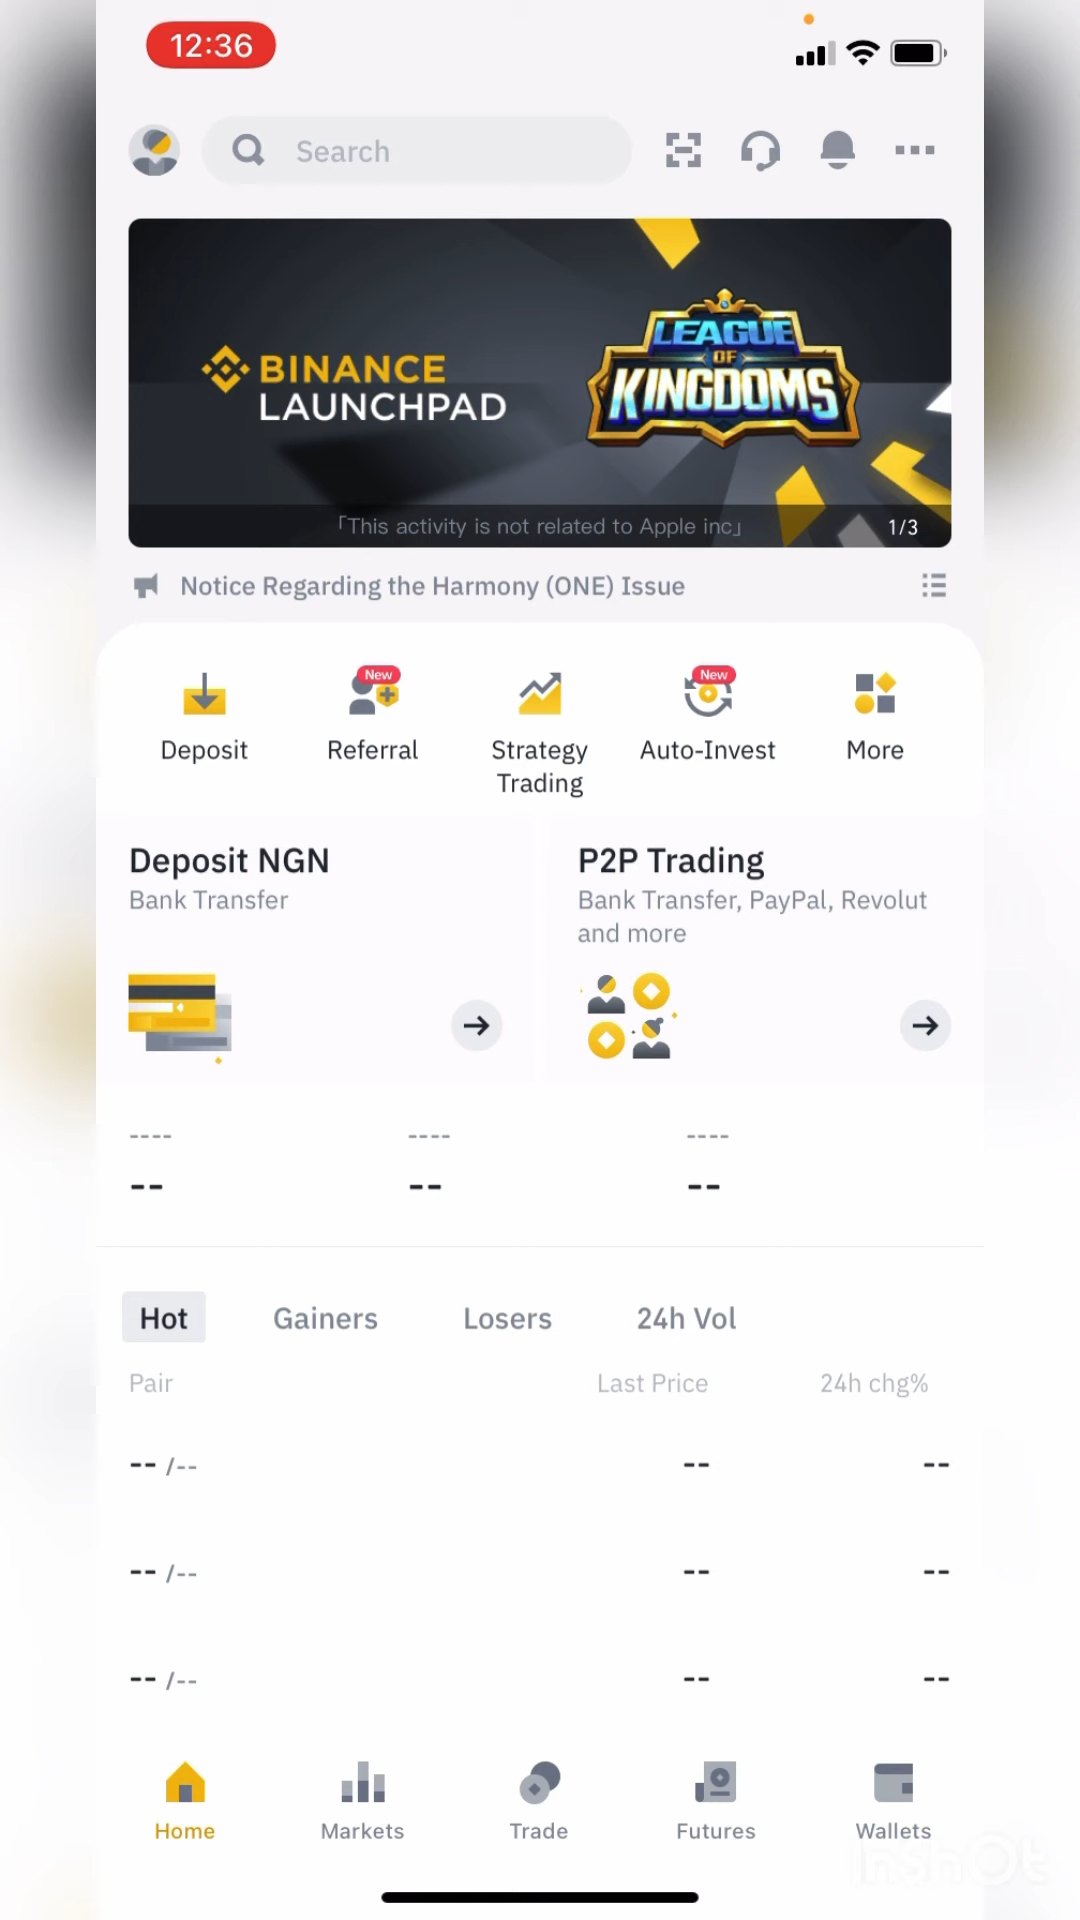 12:36
Search
BINANCE
LAUNCHPAD
LEAGUE
OF
KINGDOMS
「This activity is not related to Apple inc」
1/3
Notice Regarding the Harmony (ONE) Issue
New
New
Deposit
Referral
Strategy
Trading
Auto-Invest
More
Deposit NGN
Bank Transfer
P2P Trading
Bank Transfer, PayPal, Revolut
and more
---- ---- ----
-- -- --
Hot Gainers Losers 24h Vol
Pair Last Price 24h chg%
-- /-- -- --
-- /-- -- --
-- /-- -- --
Home Markets Trade Futures Wallets
InShOt